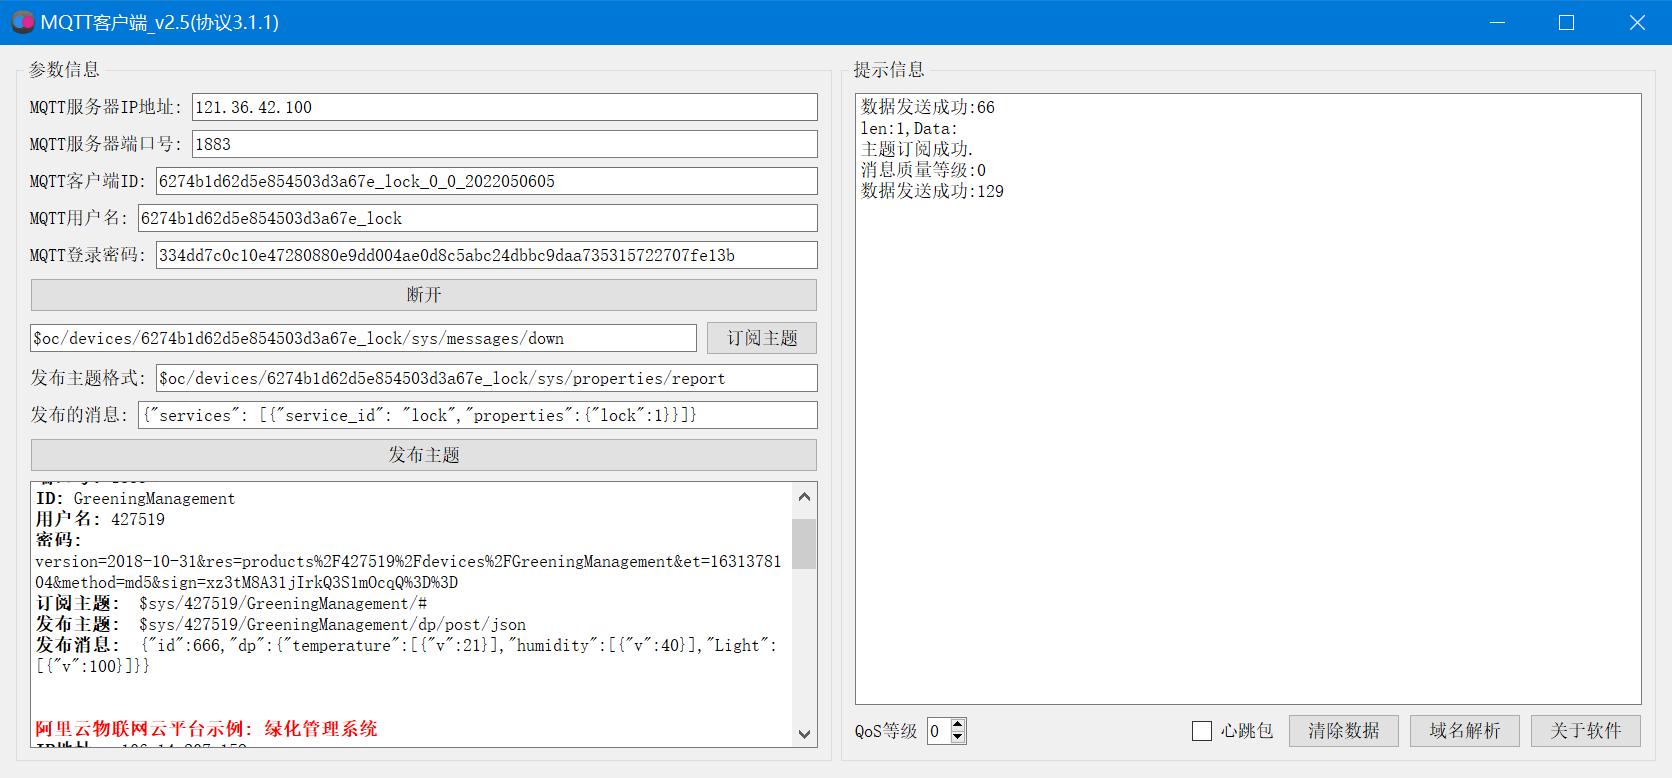 MQTT客户端_v2.5(协议3.1.1)
参数信息
MQTT服务器IP地址: 121.36.42.100
MQTT服务器端口号: 1883
MQTT客户端ID: 6274b1d62d5e854503d3a67e_lock_0_0_2022050605
MQTT用户名: 6274b1d62d5e854503d3a67e_lock
MQTT登录密码: 334dd7c0c10e47280880e9dd004ae0d8c5abc24dbbc9daa735315722707fe13b
断开
$oc/devices/6274b1d62d5e854503d3a67e_lock/sys/messages/down 订阅主题
发布主题格式: $oc/devices/6274b1d62d5e854503d3a67e_lock/sys/properties/report
发布的消息: {"services": [{"service_id": "lock","properties":{"lock":1}}]}
发布主题
ID: GreeningManagement
用户名: 427519
密码:
version=2018-10-31&res=products%2F427519%2Fdevices%2FGreeningManagement&et=16313781
04&method=md5&sign=xz3tM8A31jIrkQ3S1mOcqQ%3D%3D
订阅主题: $sys/427519/GreeningManagement/#
发布主题: $sys/427519/GreeningManagement/dp/post/json
发布消息: {"id":666,"dp":{"temperature":[{"v":21}],"humidity":[{"v":40}],"Light":
[{"v":100}]}}
阿里云物联网云平台示例: 绿化管理系统
提示信息
数据发送成功:66
len:1,Data:
主题订阅成功.
消息质量等级:0
数据发送成功:129
QoS等级 0 心跳包 清除数据 域名解析 关于软件